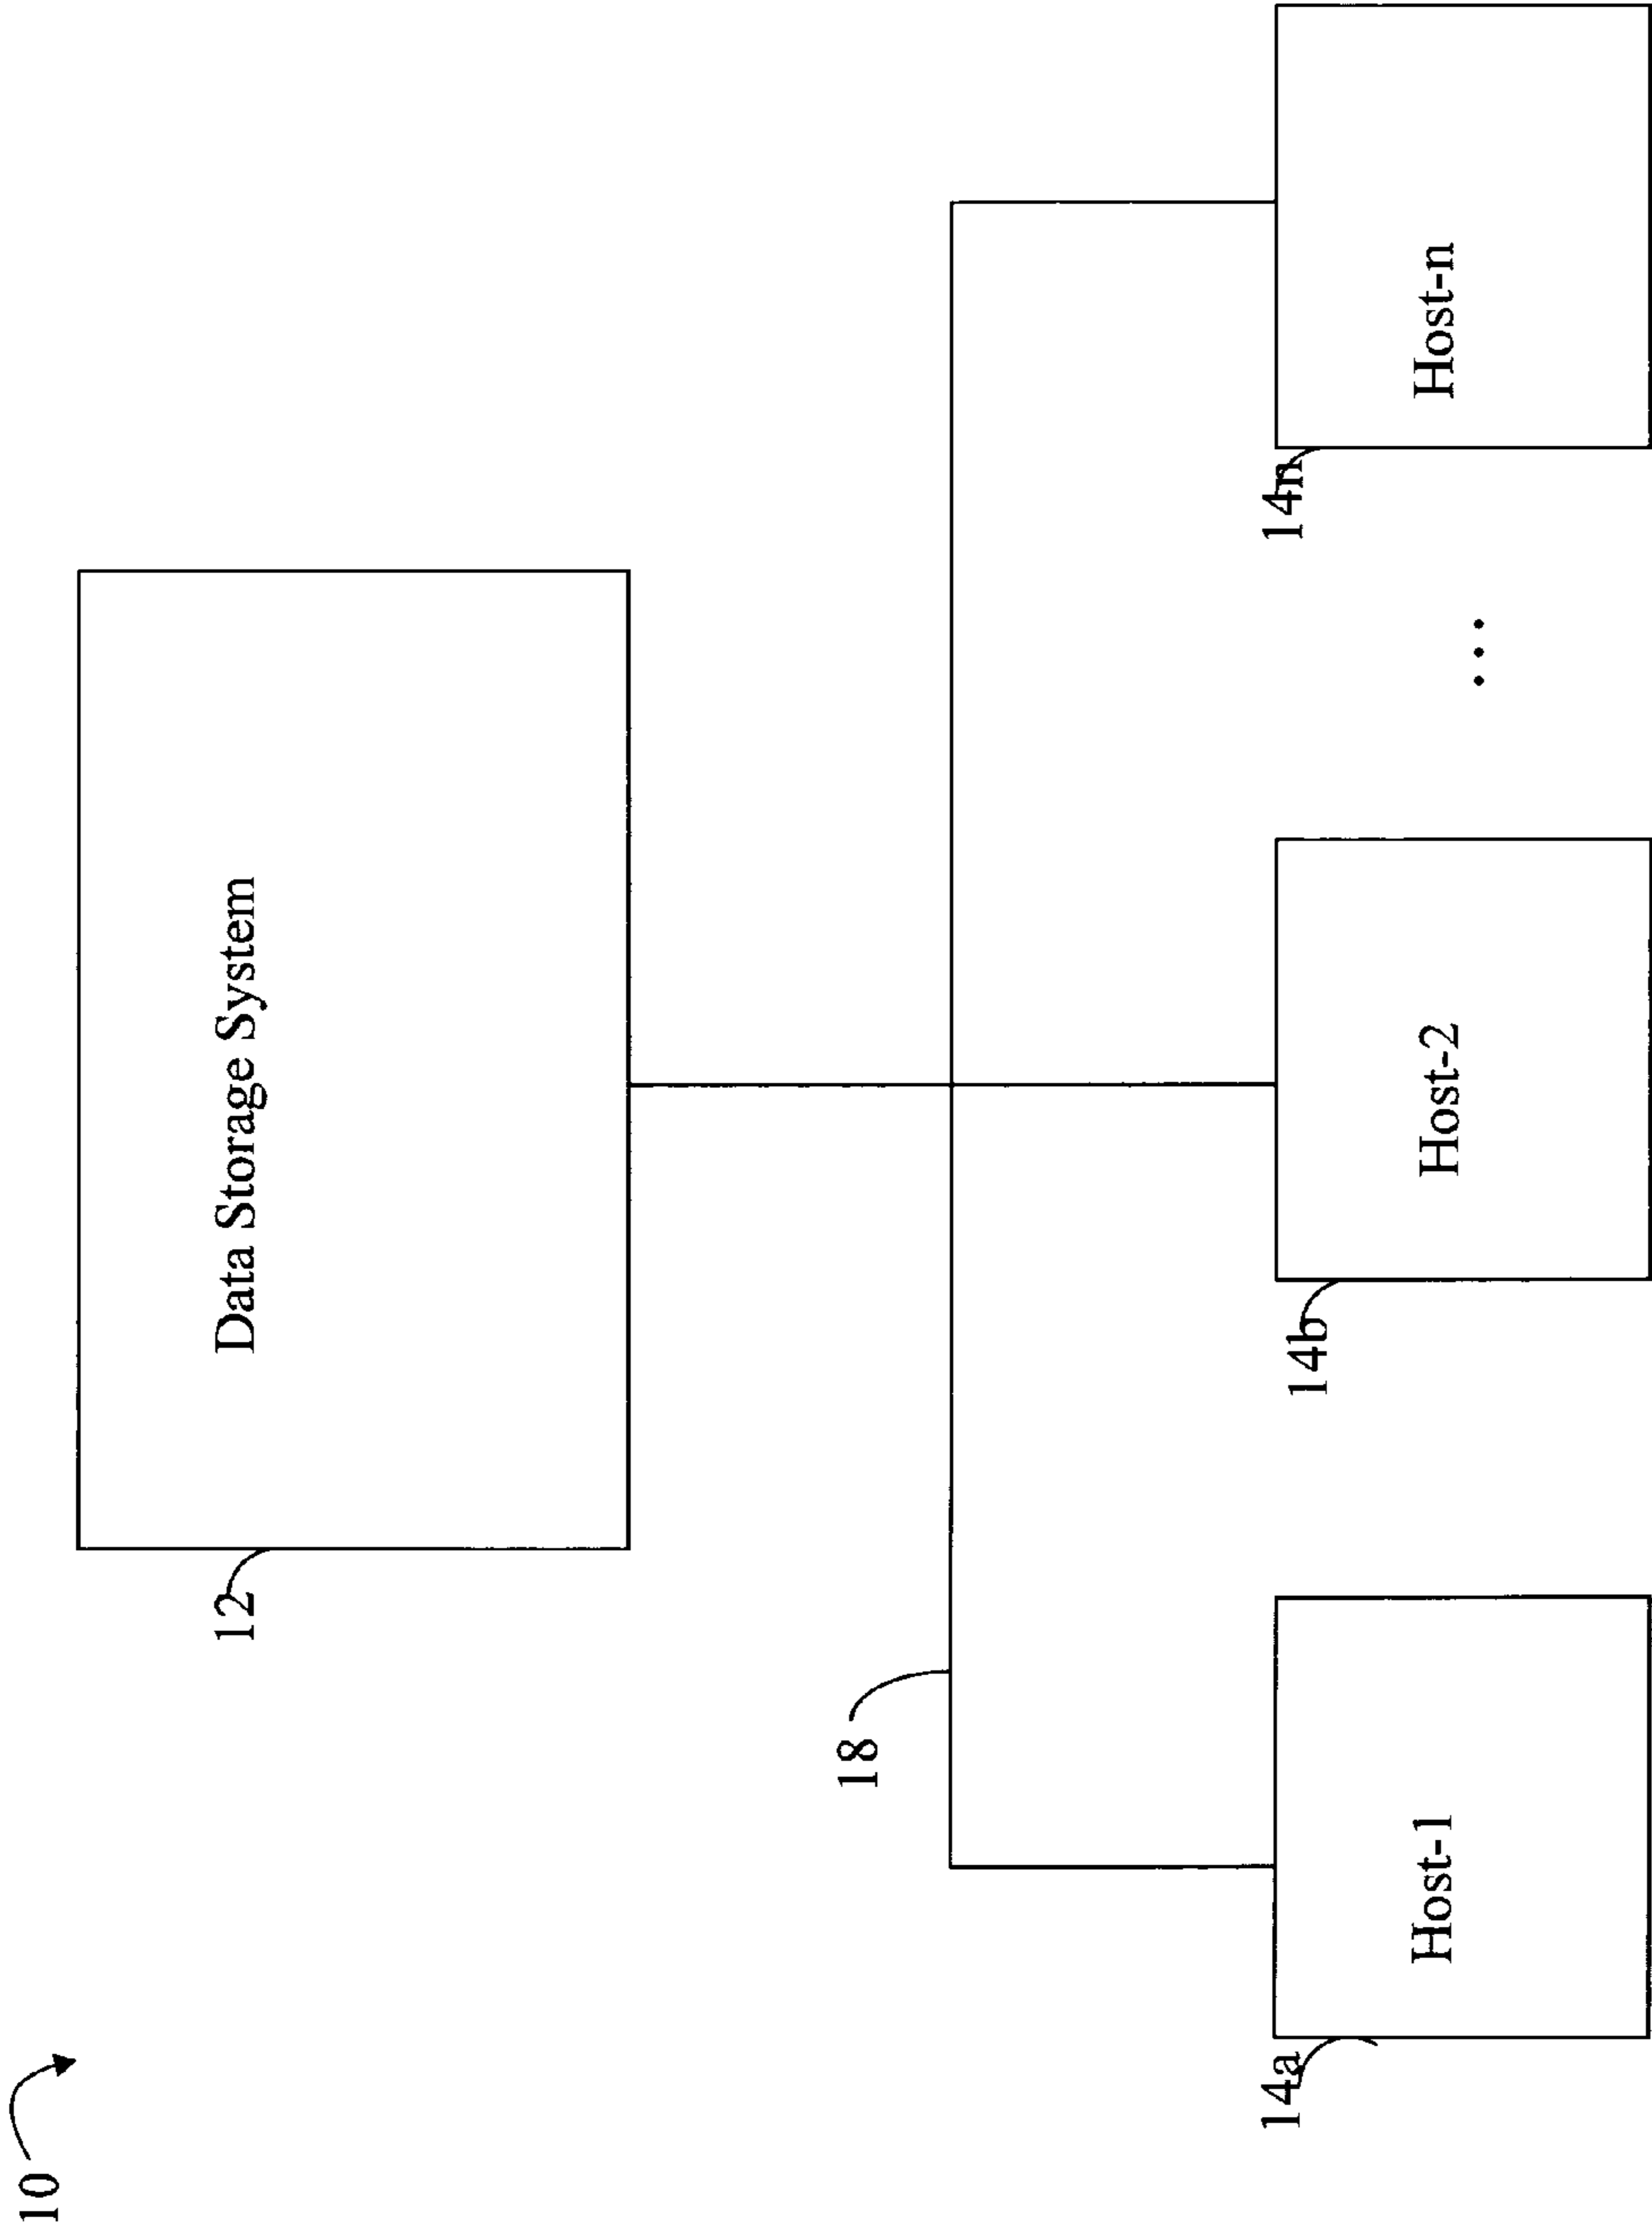 10
12
Data Storage System
18
14a
Host-1
14b
Host-2
...
14n
Host-n